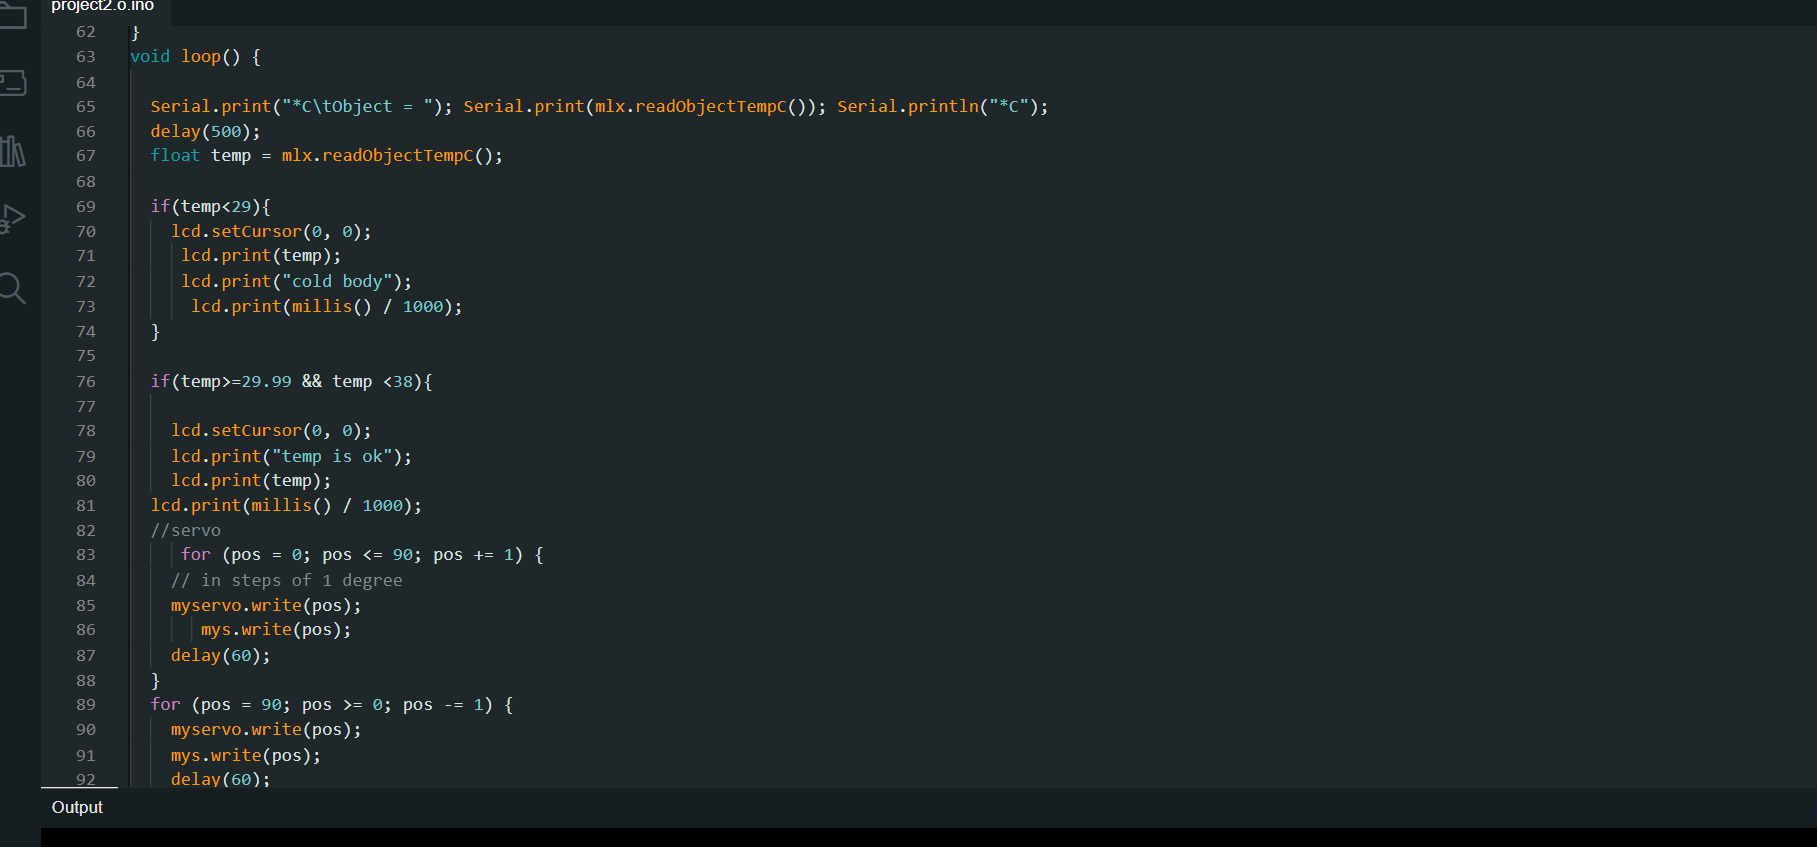 project2.o.ino
62 }
63 void loop() {
64
65 Serial.print("*C\tObject = "); Serial.print(mlx.readObjectTempC()); Serial.println("*C");
66 delay(500);
67 float temp = mlx.readObjectTempC();
68
69 if(temp<29){
70 lcd.setCursor(0, 0);
71 lcd.print(temp);
72 lcd.print("cold body");
73 lcd.print(millis() / 1000);
74 }
75
76 if(temp>=29.99 && temp <38){
77
78 lcd.setCursor(0, 0);
79 lcd.print("temp is ok");
80 lcd.print(temp);
81 lcd.print(millis() / 1000);
82 //servo
83 for (pos = 0; pos <= 90; pos += 1) {
84 // in steps of 1 degree
85 myservo.write(pos);
86 mys.write(pos);
87 delay(60);
88 }
89 for (pos = 90; pos >= 0; pos -= 1) {
90 myservo.write(pos);
91 mys.write(pos);
92 delay(60);
Output